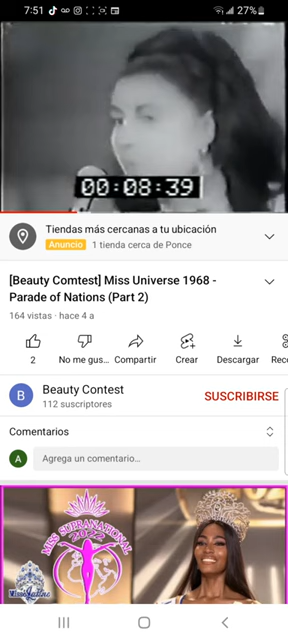 7:51
27%
00:08:39
Tiendas más cercanas a tu ubicación
Anuncio 1 tienda cerca de Ponce
[Beauty Comtest] Miss Universe 1968 -
Parade of Nations (Part 2)
164 vistas · hace 4 a
2 No me gus... Compartir Crear Descargar Reco
B Beauty Contest SUSCRIBIRSE
112 suscriptores
Comentarios
A Agrega un comentario...
MISS SUPRANATIONAL
2022